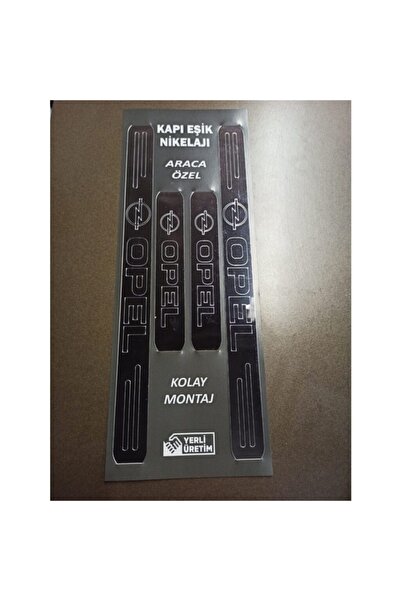 KAPI EŞİK
NİKELAJI
ARACA
ÖZEL
OPEL
OPEL
OPEL
OPEL
KOLAY
MONTAJ
YERLİ
ÜRETİM